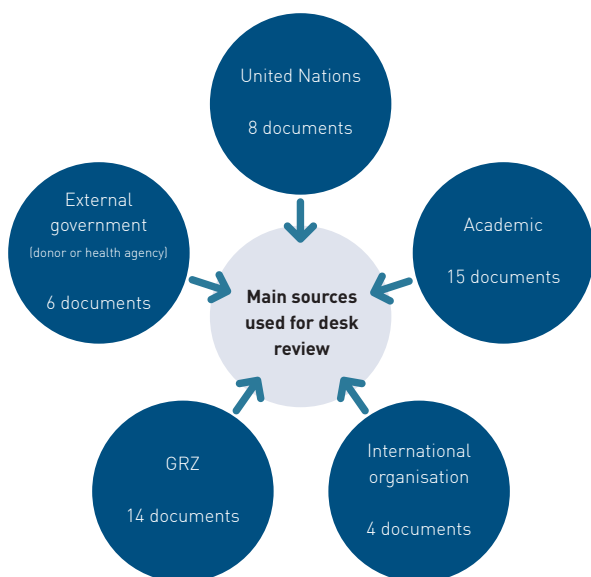 United Nations
8 documents
External
government
(donor or health agency)
6 documents
Academic
15 documents
Main sources
used for desk
review
GRZ
14 documents
International
organisation
4 documents